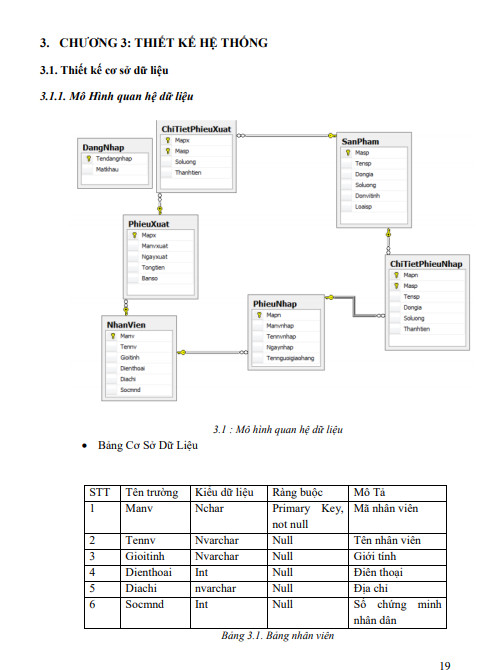 3. CHƯƠNG 3: THIẾT KẾ HỆ THỐNG
3.1. Thiết kế cơ sở dữ liệu
3.1.1. Mô Hình quan hệ dữ liệu
DangNhap
Tendangnhap
Matkhau
ChiTietPhieuXuat
Mapx
Masp
Soluong
Thanhtien
SanPham
Masp
Tensp
Dongia
Soluong
Donvitinh
Loaisp
PhieuXuat
Mapx
Manvxuat
Ngayxuat
Tongtien
Banso
ChiTietPhieuNhap
Mapn
Masp
Tensp
Dongia
Soluong
Thanhtien
PhieuNhap
Mapn
Manvnhap
Tennvnhap
Ngaynhap
Tennguoigiaohang
NhanVien
Manv
Tennv
Gioitinh
Dienthoai
Diachi
Socmnd
3.1 : Mô hình quan hệ dữ liệu
• Bảng Cơ Sở Dữ Liệu
STT Tên trường Kiểu dữ liệu Ràng buộc Mô Tả
1 Manv Nchar Primary Key, Mã nhân viên
not null
2 Tennv Nvarchar Null Tên nhân viên
3 Gioitinh Nvarchar Null Giới tính
4 Dienthoai Int Null Điên thoại
5 Diachi nvarchar Null Địa chỉ
6 Socmnd Int Null Số chứng minh
nhân dân
Bảng 3.1. Bảng nhân viên
19